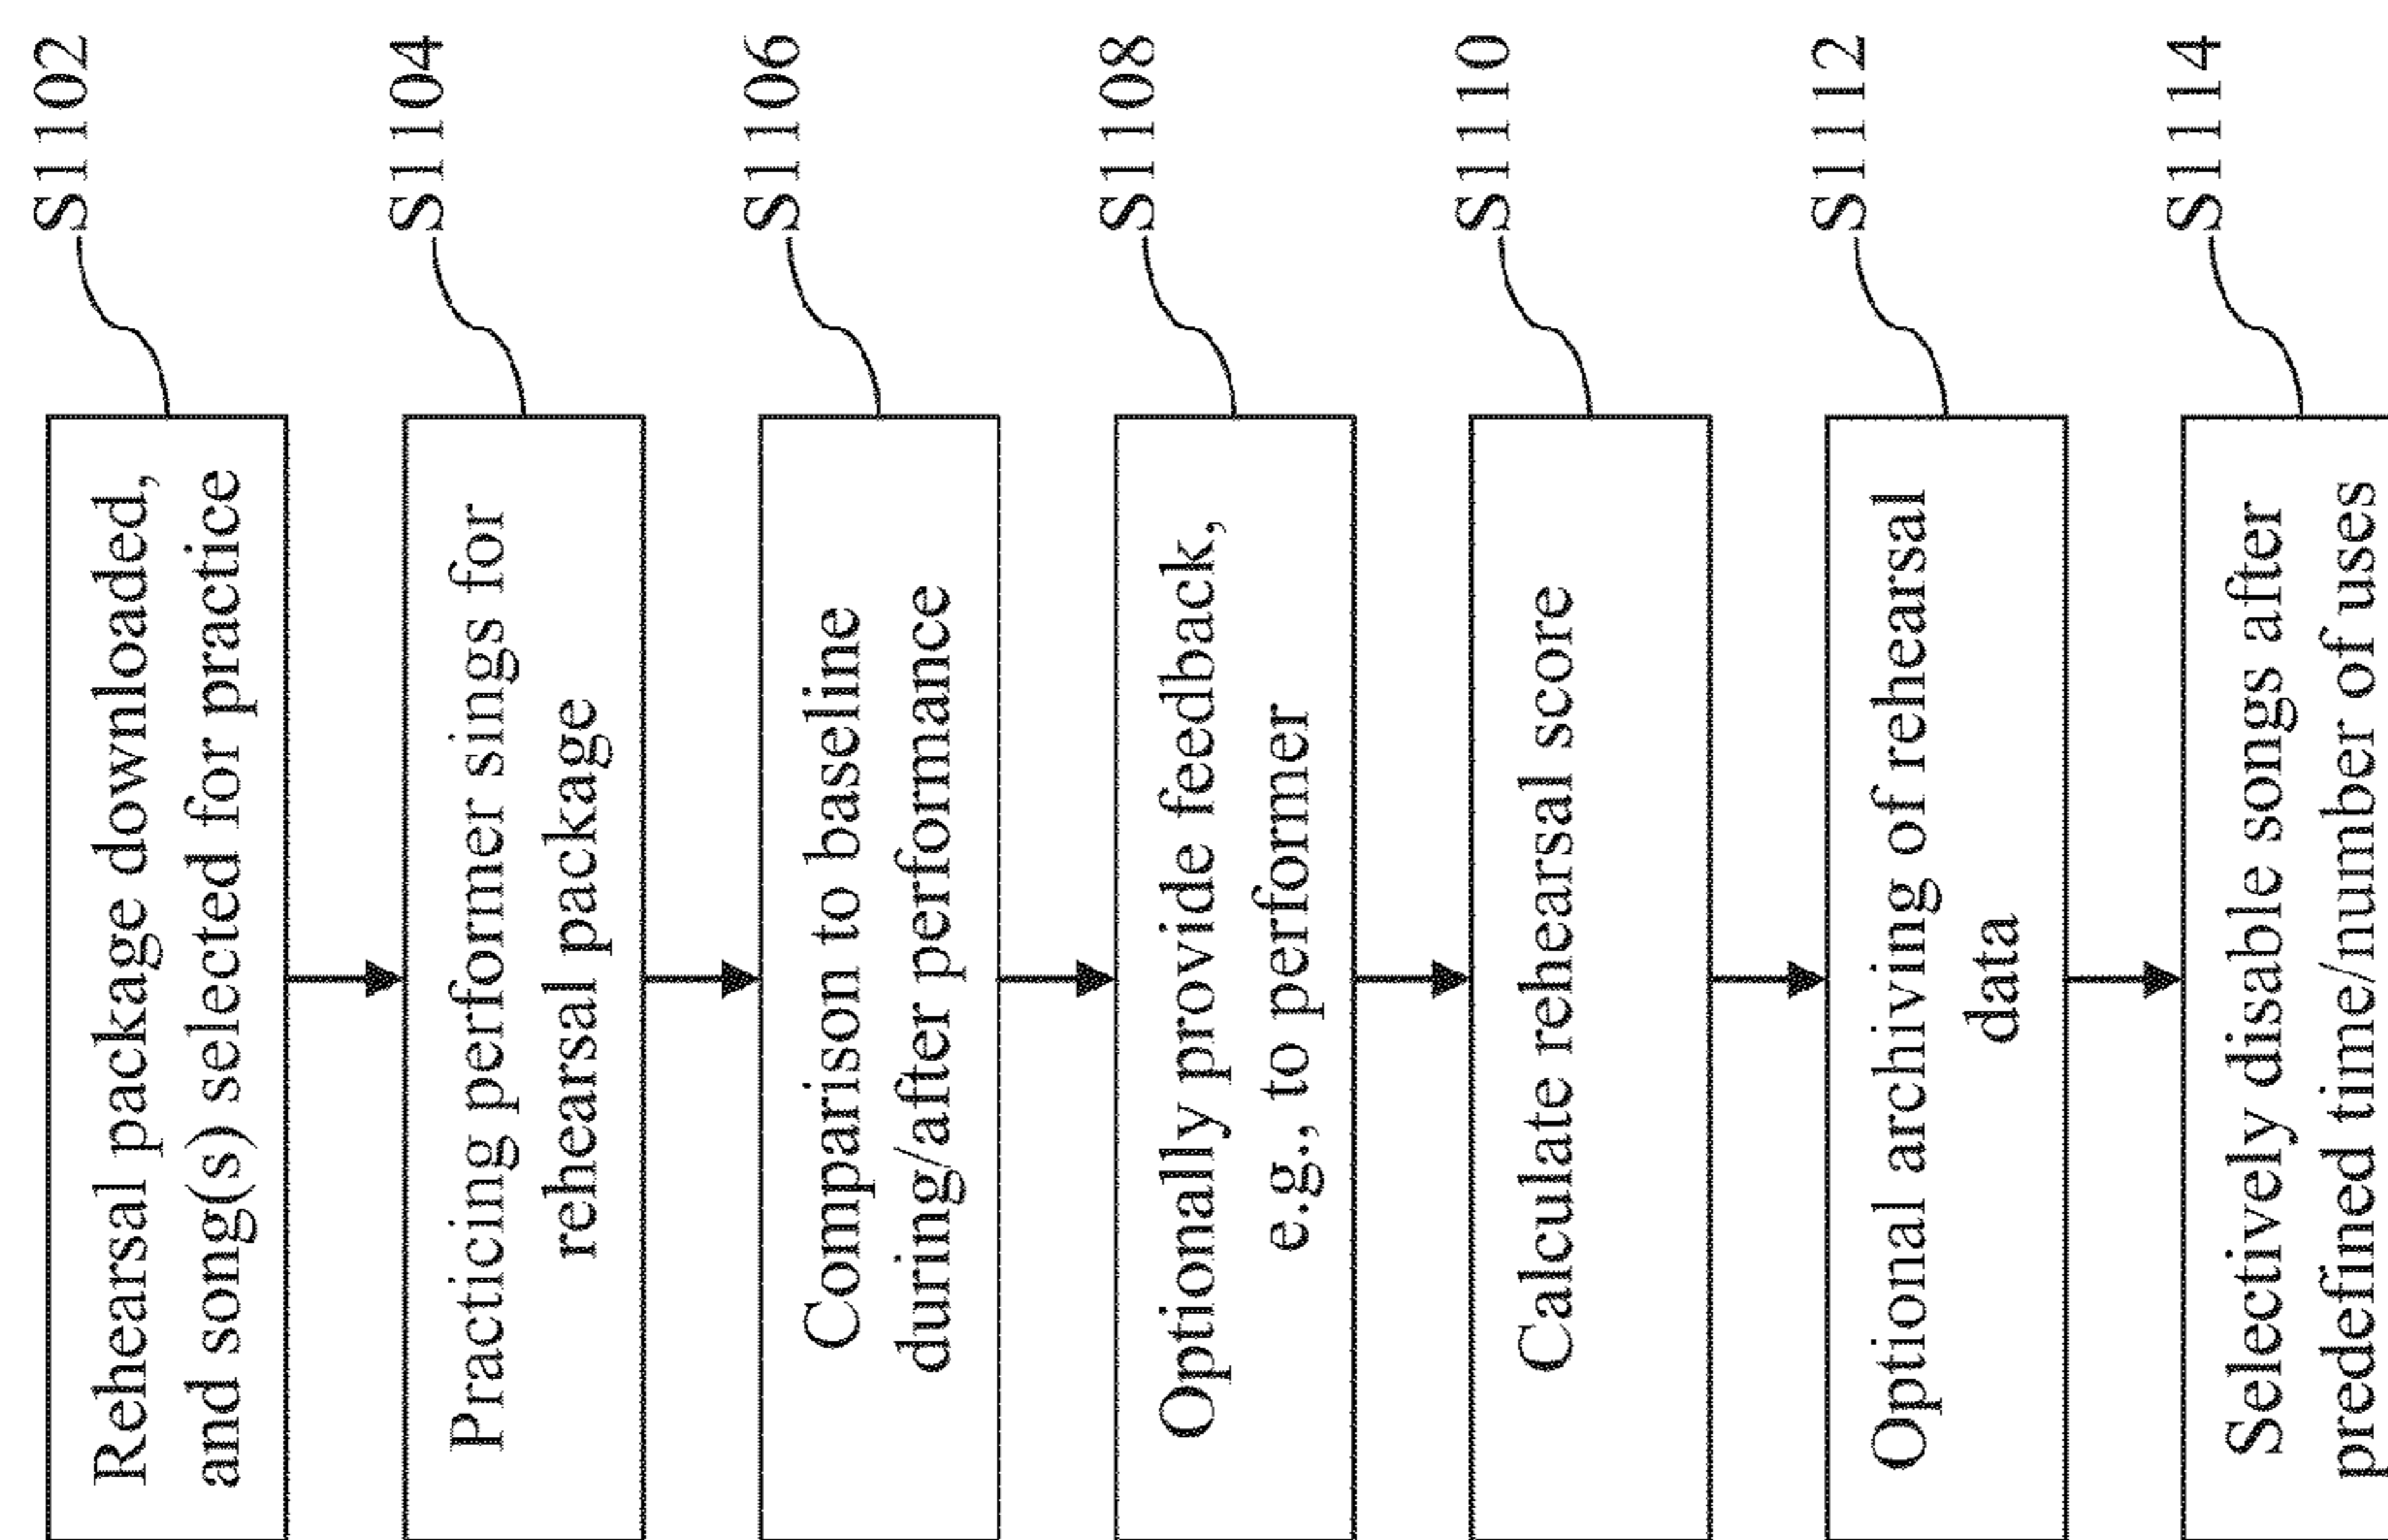 Rehearsal package downloaded,
and song(s) selected for practice
S1102
Practicing performer sings for
rehearsal package
S1104
Comparison to baseline
during/after performance
S1106
Optionally provide feedback,
e.g., to performer
S1108
Calculate rehearsal score
S1110
Optional archiving of rehearsal
data
S1112
Selectively disable songs after
predefined time/number of uses
S1114